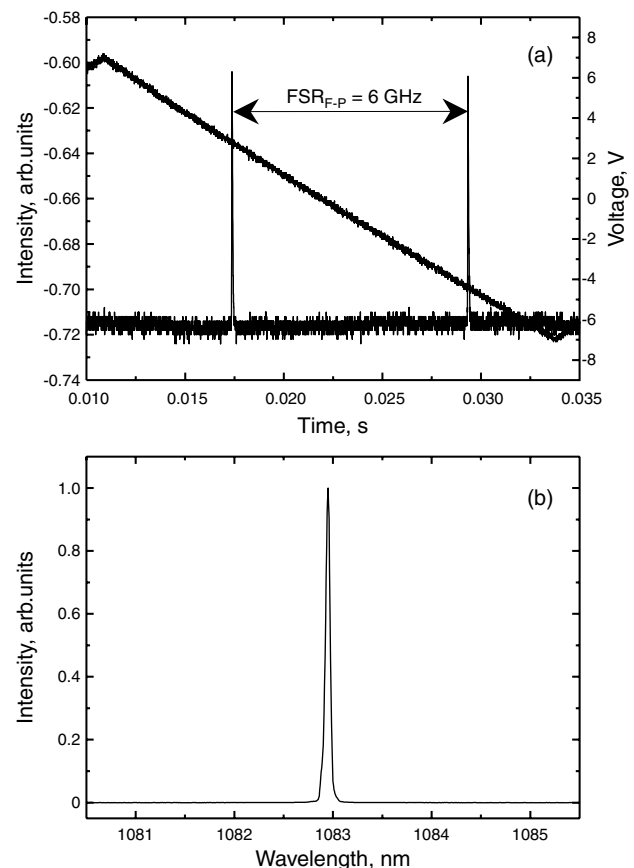 (a)
FSR_F-P = 6 GHz
Intensity, arb.units
-0.58
-0.60
-0.62
-0.64
-0.66
-0.68
-0.70
-0.72
-0.74
8
6
4
2
0
-2
-4
-6
-8
Voltage, V
0.010 0.015 0.020 0.025 0.030 0.035
Time, s
(b)
Intensity, arb.units
1.0
0.8
0.6
0.4
0.2
0
1081 1082 1083 1084 1085
Wavelength, nm